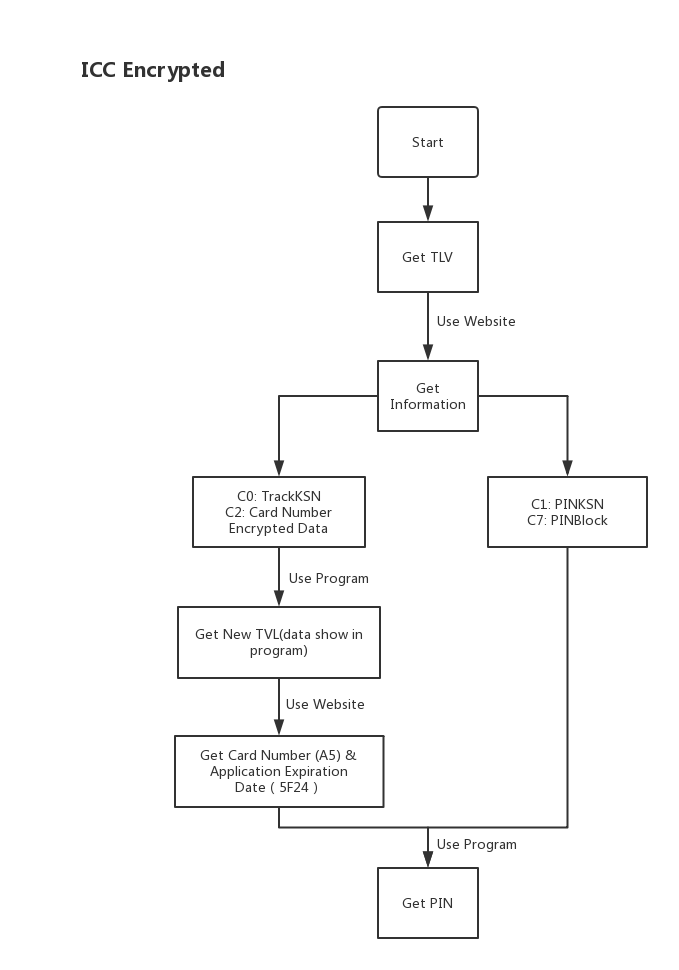 ICC Encrypted
Start
Get TLV
Use Website
Get
Information
C0: TrackKSN
C2: Card Number
Encrypted Data
C1: PINKSN
C7: PINBlock
Use Program
Get New TVL(data show in
program)
Use Website
Get Card Number (A5) &
Application Expiration
Date ( 5F24 )
Use Program
Get PIN